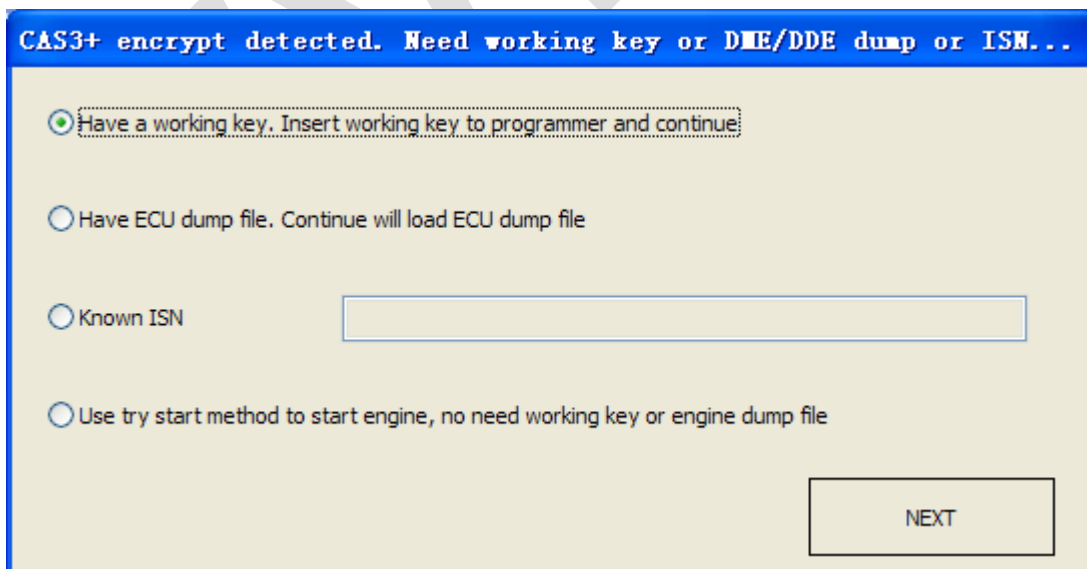 CAS3+ encrypt detected. Need working key or DME/DDE dump or ISN...
Have a working key. Insert working key to programmer and continue
Have ECU dump file. Continue will load ECU dump file
Known ISN
Use try start method to start engine, no need working key or engine dump file
NEXT